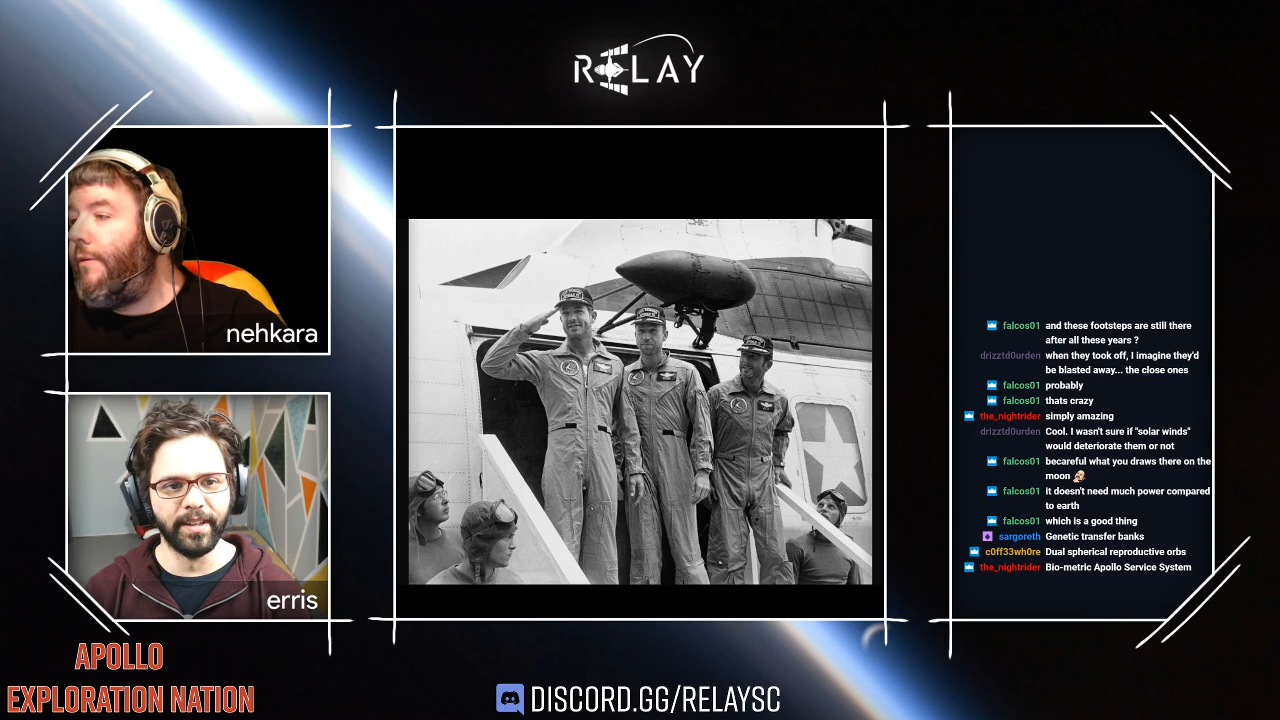 RELAY
nehkara
erris
falcos01 and these footsteps are still there
after all these years ?
drizztd0urden when they took off, I imagine they'd
be blasted away... the close ones
falcos01 probably
falcos01 thats crazy
the_nightrider simply amazing
drizztd0urden Cool. I wasn't sure if "solar winds"
would deteriorate them or not
falcos01 becareful what you draws there on the
moon
falcos01 it doesn't need much power compared
to earth
falcos01 which is a good thing
sargoreth Genetic transfer banks
c0ff33wh0re Dual spherical reproductive orbs
the_nightrider Bio-metric Apollo Service System
APOLLO
EXPLORATION NATION
DISCORD.GG/RELAYSC